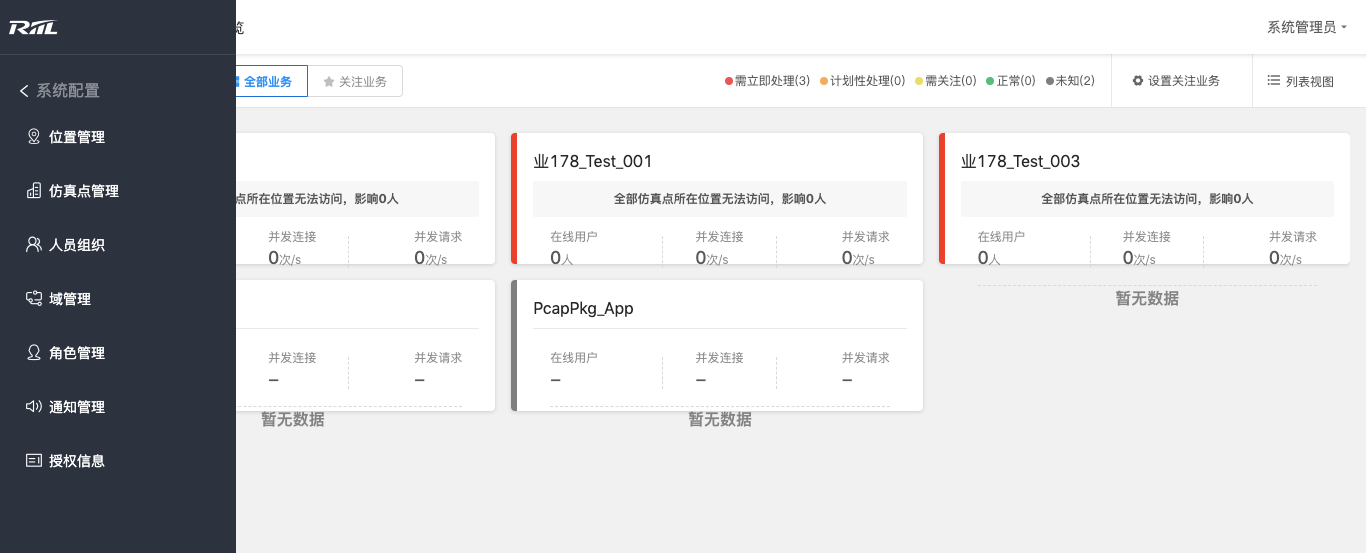 RIIL
系统配置
位置管理
仿真点管理
人员组织
域管理
角色管理
通知管理
授权信息
览
系统管理员
全部业务
关注业务
需立即处理(3)
计划性处理(0)
需关注(0)
正常(0)
未知(2)
设置关注业务
列表视图
点所在位置无法访问，影响0人
并发连接
并发请求
0次/s
0次/s
业178_Test_001
全部仿真点所在位置无法访问，影响0人
在线用户
并发连接
并发请求
0人
0次/s
0次/s
业178_Test_003
全部仿真点所在位置无法访问，影响0人
在线用户
并发连接
并发请求
0人
0次/s
0次/s
暂无数据
并发连接
并发请求
–
–
暂无数据
PcapPkg_App
在线用户
并发连接
并发请求
–
–
–
暂无数据